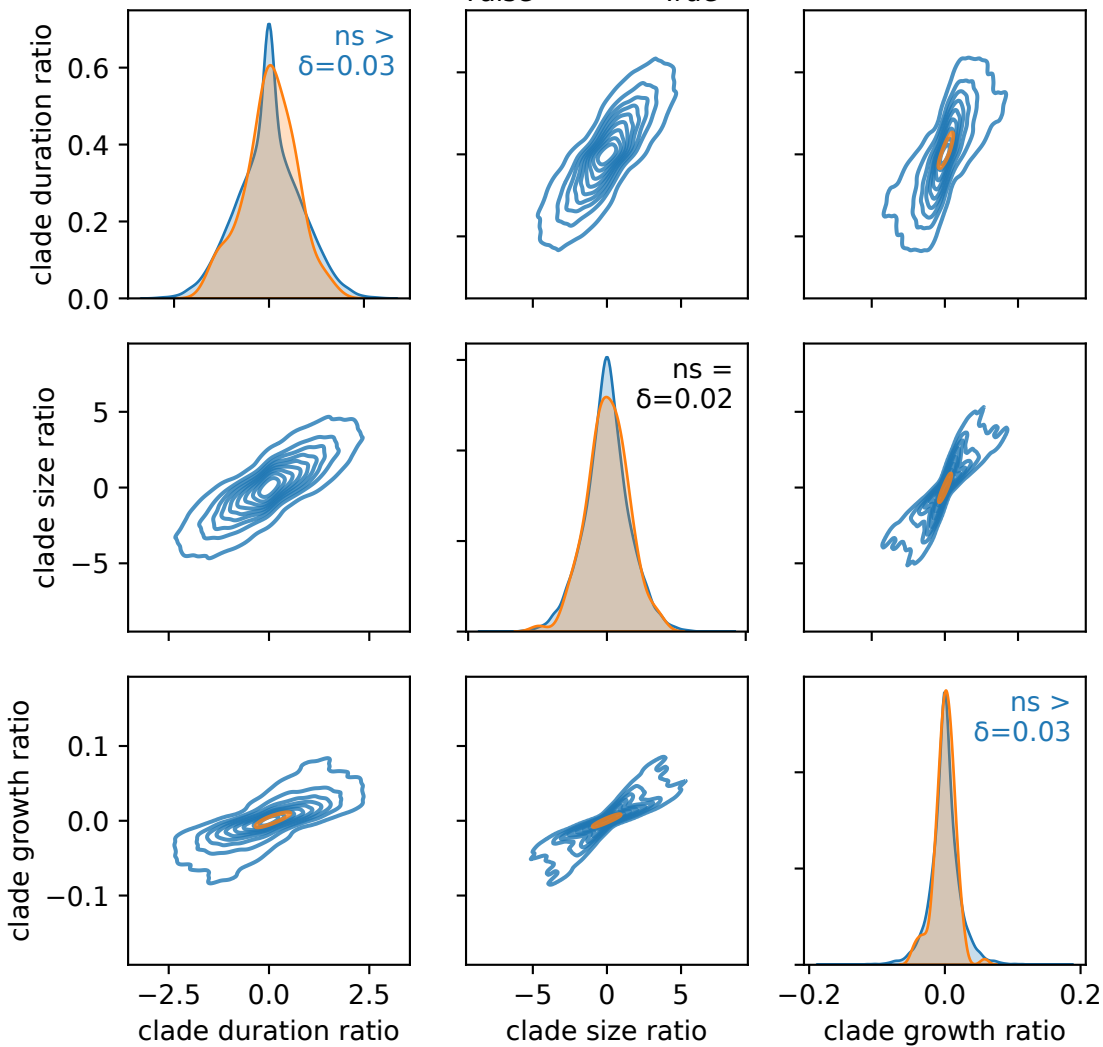 clade duration ratio
0.6
0.4
0.2
0.0
ns >
δ=0.03
clade size ratio
5
0
−5
ns =
δ=0.02
clade growth ratio
0.1
0.0
−0.1
ns >
δ=0.03
−2.5 0.0 2.5
−5 0 5
−0.2 0.0 0.2
clade duration ratio
clade size ratio
clade growth ratio